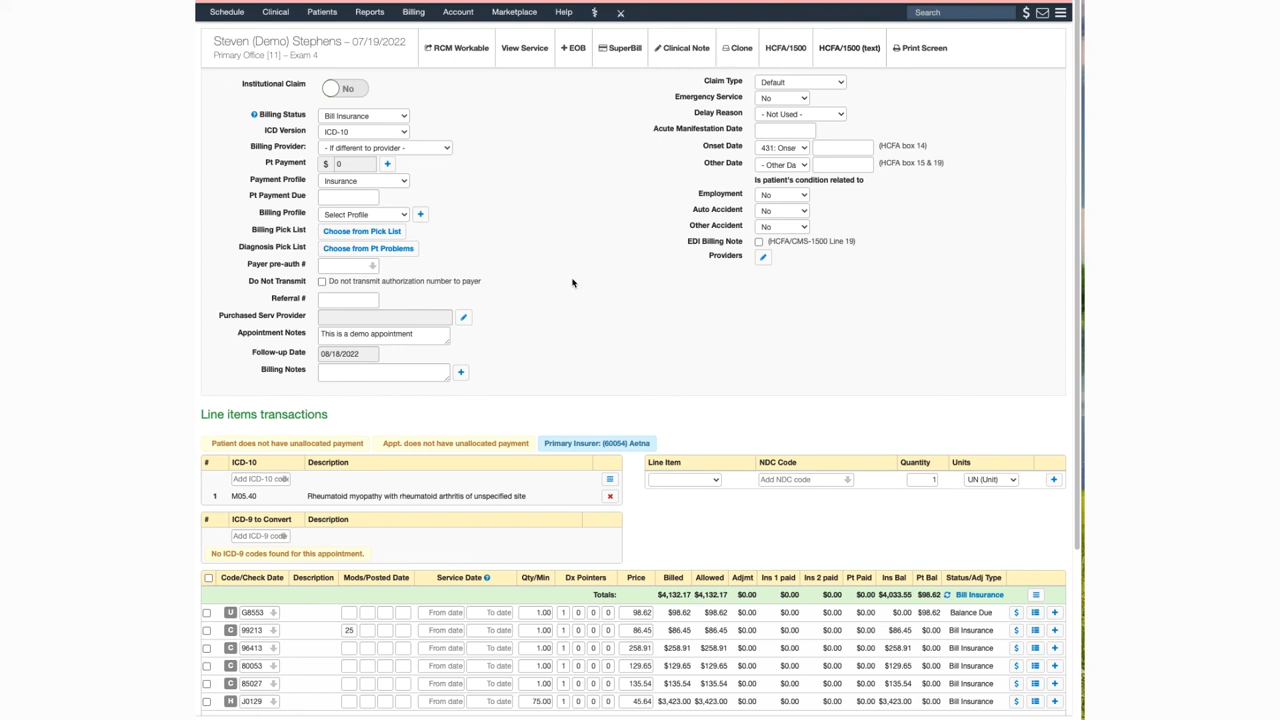 Schedule Clinical Patients Reports Billing Account Marketplace Help Search $
Steven (Demo) Stephens – 07/19/2022
Primary Office [11] – Exam 4
RCM Workable View Service + EOB SuperBill Clinical Note Clone HCFA/1500 HCFA/1500 (text) Print Screen
Institutional Claim No
Billing Status Bill Insurance
ICD Version ICD-10
Billing Provider: - If different to provider -
Pt Payment $ 0 +
Payment Profile Insurance
Pt Payment Due
Billing Profile Select Profile +
Billing Pick List Choose from Pick List
Diagnosis Pick List Choose from Pt Problems
Payer pre-auth #
Do Not Transmit Do not transmit authorization number to payer
Referral #
Purchased Serv Provider
Appointment Notes This is a demo appointment
Follow-up Date 08/18/2022
Billing Notes +
Claim Type Default
Emergency Service No
Delay Reason - Not Used -
Acute Manifestation Date
Onset Date 431: Onse (HCFA box 14)
Other Date - Other Da (HCFA box 15 & 19)
Is patient's condition related to
Employment No
Auto Accident No
Other Accident No
EDI Billing Note (HCFA/CMS-1500 Line 19)
Providers
Line items transactions
Patient does not have unallocated payment Appt. does not have unallocated payment Primary Insurer: (60054) Aetna
# ICD-10 Description
Add ICD-10 code
1 M05.40 Rheumatoid myopathy with rheumatoid arthritis of unspecified site
# ICD-9 to Convert Description
Add ICD-9 code
No ICD-9 codes found for this appointment.
Line Item NDC Code Quantity Units
Add NDC code 1 UN (Unit) +
Code/Check Date Description Mods/Posted Date Service Date Qty/Min Dx Pointers Price Billed Allowed Adjmt Ins 1 paid Ins 2 paid Pt Paid Ins Bal Pt Bal Status/Adj Type
Totals: $4,132.17 $4,132.17 $0.00 $0.00 $0.00 $0.00 $4,033.55 $98.62 Bill Insurance
U G8553 From date To date 1.00 1 0 0 0 98.62 $98.62 $98.62 $0.00 $0.00 $0.00 $0.00 $0.00 $98.62 Balance Due $ +
C 99213 25 From date To date 1.00 1 0 0 0 86.45 $86.45 $86.45 $0.00 $0.00 $0.00 $0.00 $86.45 $0.00 Bill Insurance $ +
C 96413 From date To date 1.00 1 0 0 0 258.91 $258.91 $258.91 $0.00 $0.00 $0.00 $0.00 $258.91 $0.00 Bill Insurance $ +
C 80053 From date To date 1.00 1 0 0 0 129.65 $129.65 $129.65 $0.00 $0.00 $0.00 $0.00 $129.65 $0.00 Bill Insurance $ +
C 85027 From date To date 1.00 1 0 0 0 135.54 $135.54 $135.54 $0.00 $0.00 $0.00 $0.00 $135.54 $0.00 Bill Insurance $ +
H J0129 From date To date 75.00 1 0 0 0 45.64 $3,423.00 $3,423.00 $0.00 $0.00 $0.00 $0.00 $3,423.00 $0.00 Bill Insurance $ +